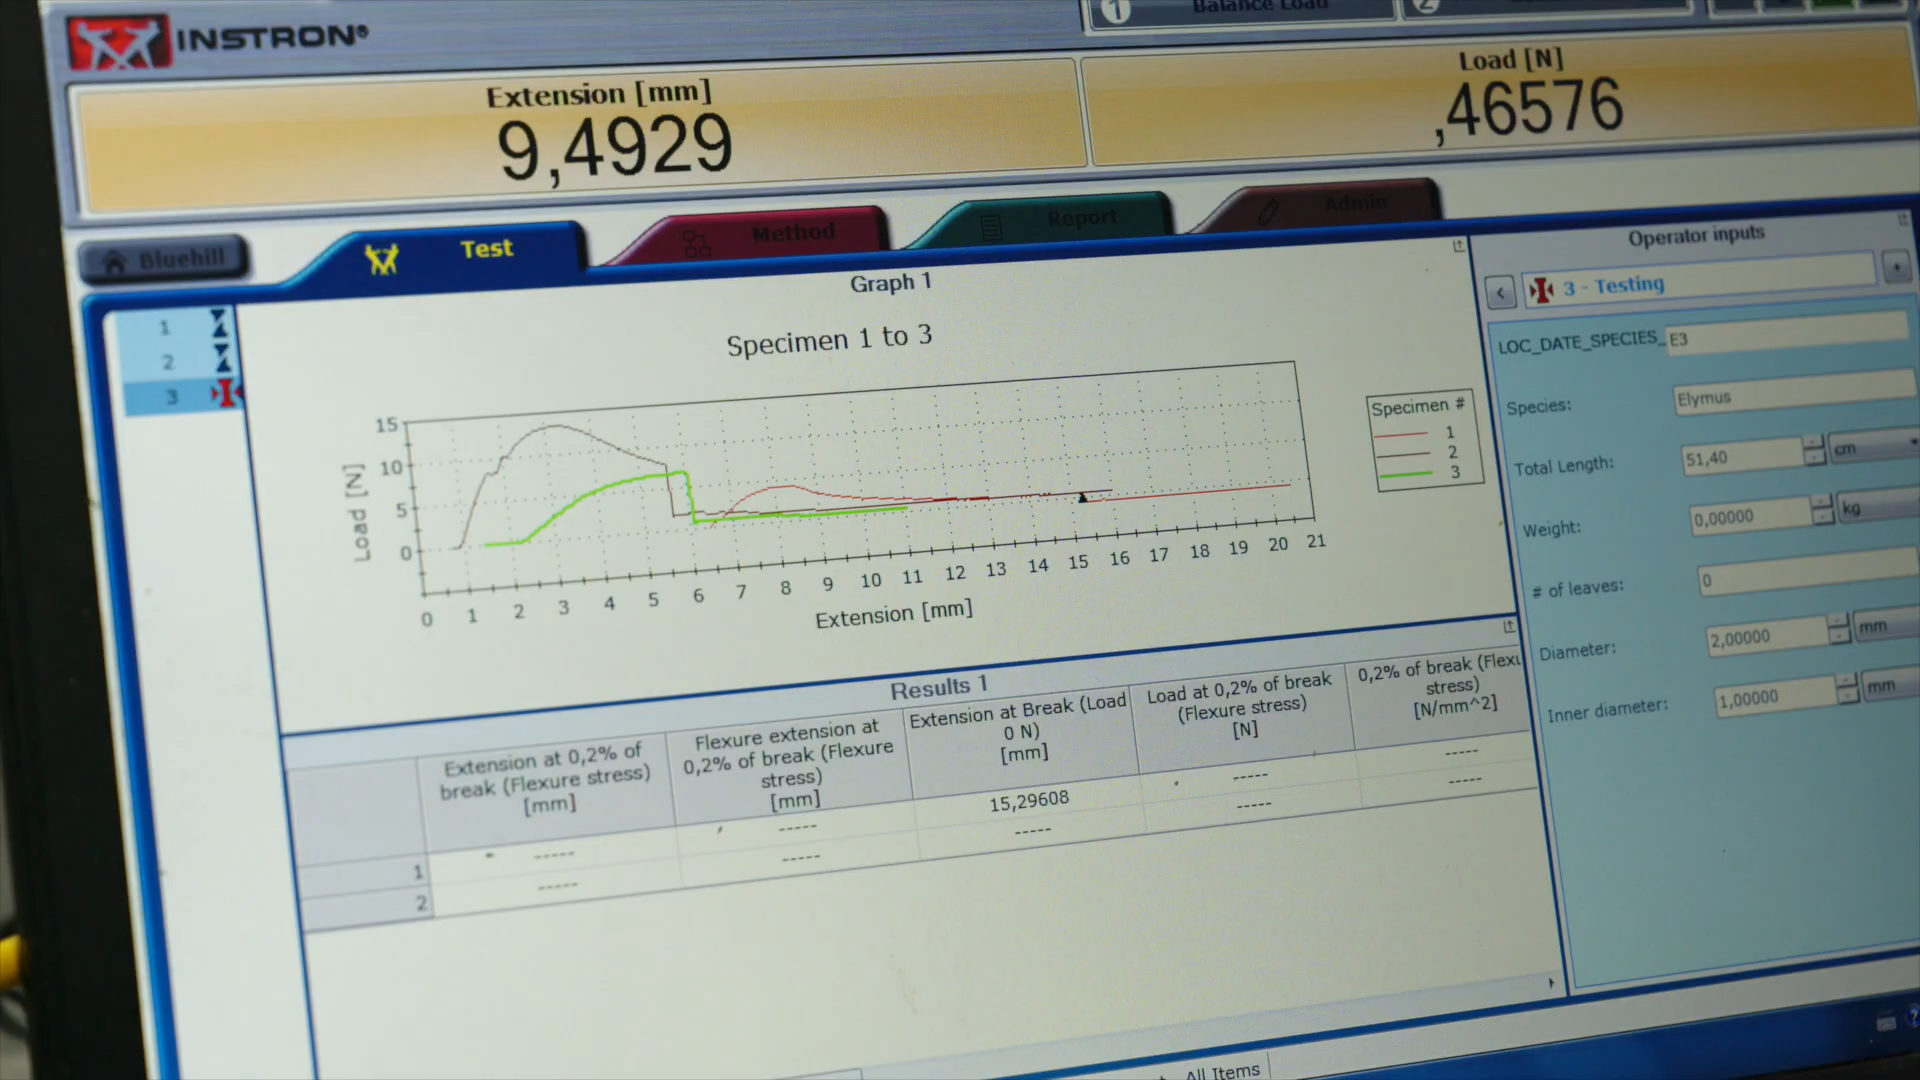 INSTRON®
1 Balance Load
2
Extension [mm]
9,4929
Load [N]
,46576
Bluehill
Test
Method
Report
Admin
1
2
3
Graph 1
Specimen 1 to 3
Load [N]
15
10
5
0
0 1 2 3 4 5 6 7 8 9 10 11 12 13 14 15 16 17 18 19 20 21
Extension [mm]
Specimen #
1
2
3
Operator inputs
3 - Testing
LOC_DATE_SPECIES_ E3
Species: Elymus
Total Length: 51,40 cm
Weight: 0,00000 kg
# of leaves: 0
Diameter: 2,00000 mm
Inner diameter: 1,00000 mm
Results 1
Extension at 0,2% of
break (Flexure stress)
[mm]
Flexure extension at
0,2% of break (Flexure
stress)
[mm]
Extension at Break (Load
0 N)
[mm]
Load at 0,2% of break
(Flexure stress)
[N]
0,2% of break (Flexu
stress)
[N/mm^2]
1 ----- ----- 15,29608 ----- -----
2 ----- ----- ----- ----- -----
All Items